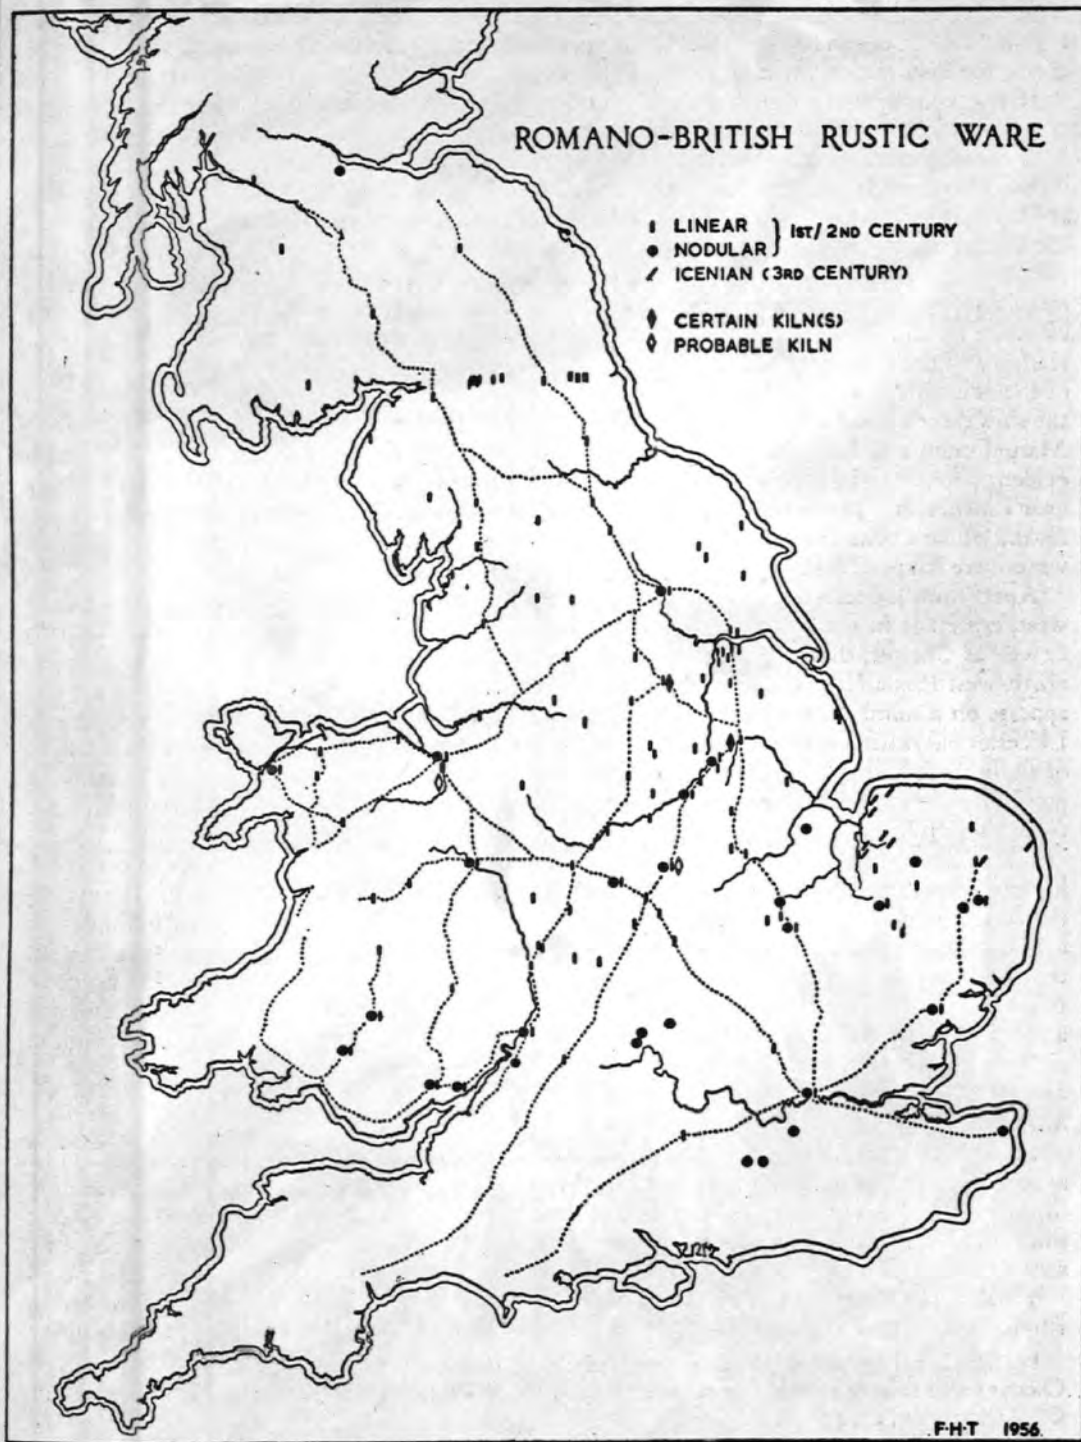 ROMANO-BRITISH RUSTIC WARE
LINEAR
NODULAR
1ST/2ND CENTURY
ICENIAN (3RD CENTURY)
CERTAIN KILN(S)
PROBABLE KILN
F·H·T 1956.